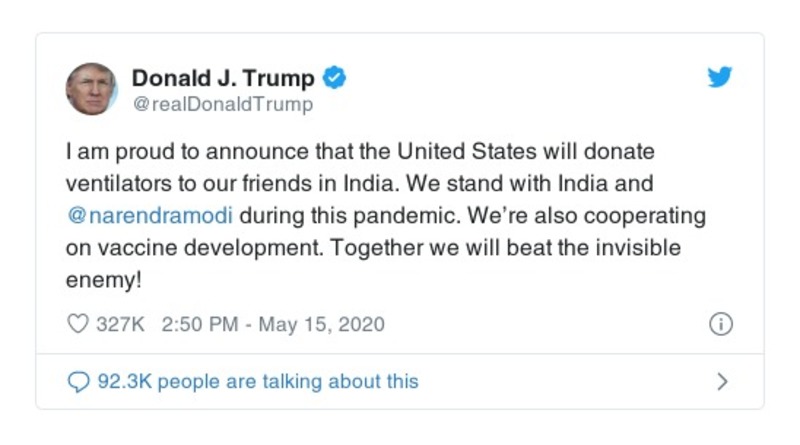 Donald J. Trump
@realDonaldTrump
I am proud to announce that the United States will donate
ventilators to our friends in India. We stand with India and
@narendramodi during this pandemic. We’re also cooperating
on vaccine development. Together we will beat the invisible
enemy!
327K 2:50 PM - May 15, 2020
92.3K people are talking about this